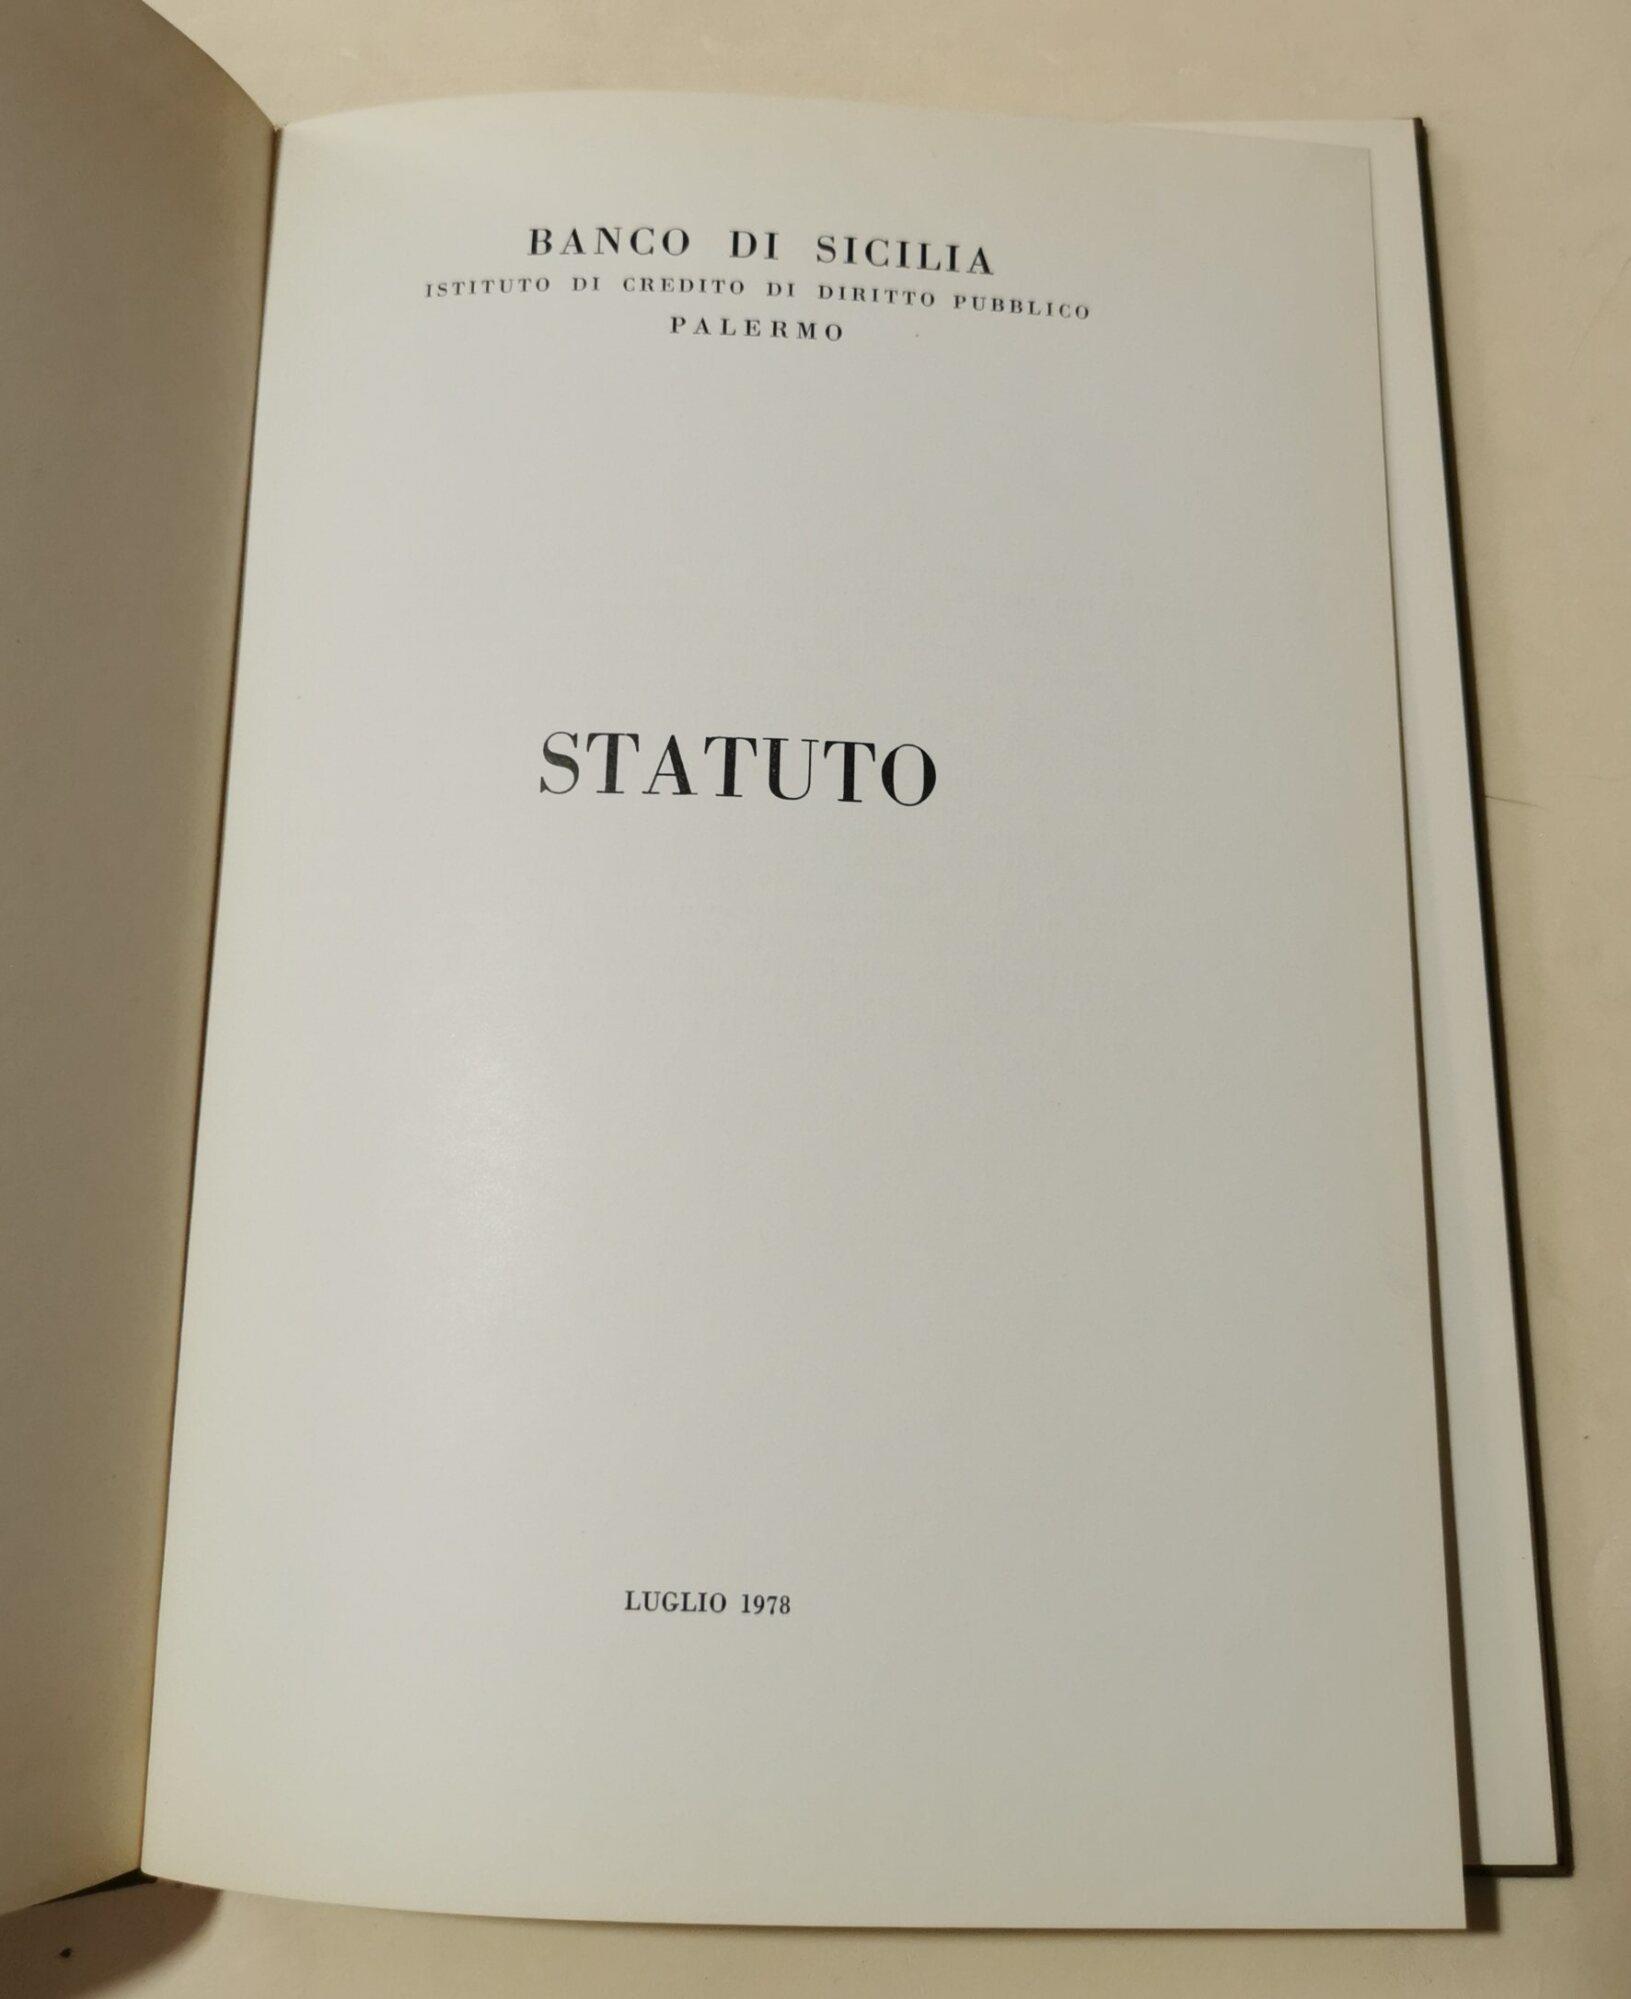 BANCO DI SICILIA
ISTITUTO DI CREDITO DI DIRITTO PUBBLICO
PALERMO
STATUTO
LUGLIO 1978